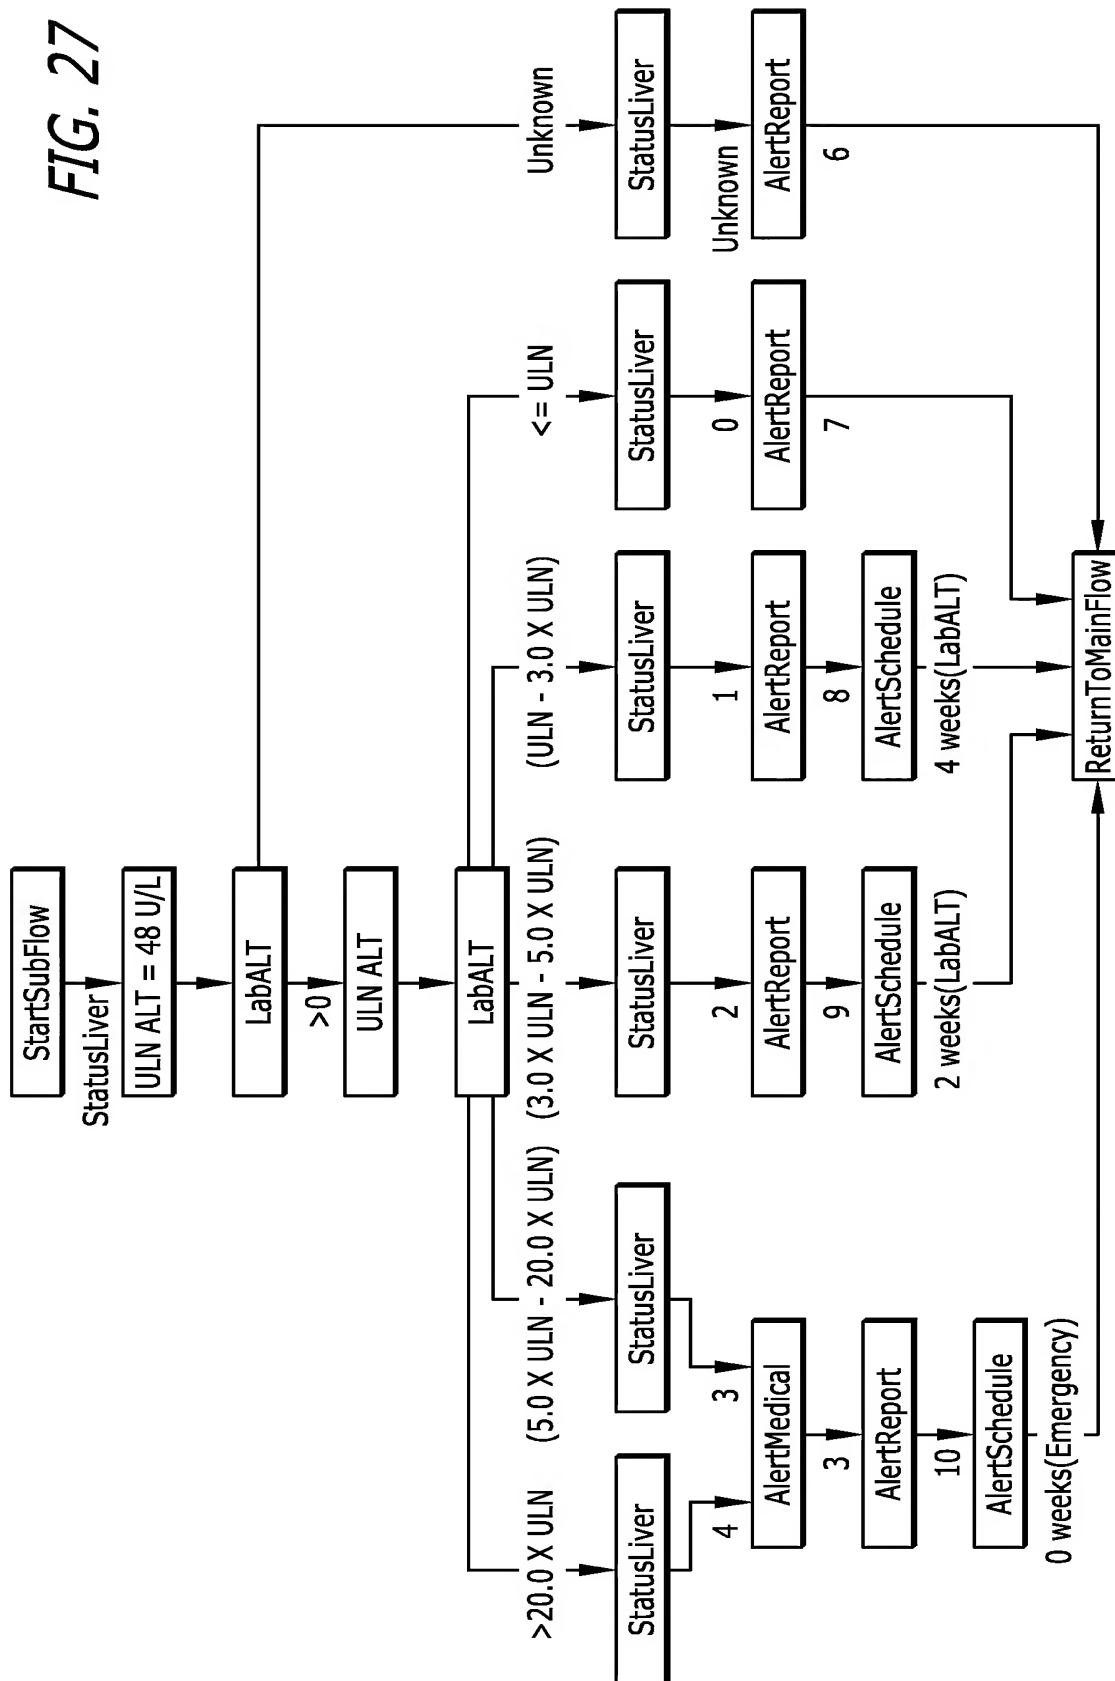 FIG. 27
StartSubFlow
StatusLiver
ULN ALT = 48 U/L
LabALT
>0
ULN ALT
LabALT
>20.0 X ULN
(5.0 X ULN - 20.0 X ULN)
(3.0 X ULN - 5.0 X ULN)
(ULN - 3.0 X ULN)
<= ULN
Unknown
StatusLiver
StatusLiver
StatusLiver
StatusLiver
StatusLiver
StatusLiver
4
3
2
1
0
Unknown
AlertMedical
AlertReport
AlertReport
AlertReport
AlertReport
3
9
8
7
6
AlertReport
AlertSchedule
AlertSchedule
10
2 weeks(LabALT)
4 weeks(LabALT)
AlertSchedule
0 weeks(Emergency)
ReturnToMainFlow